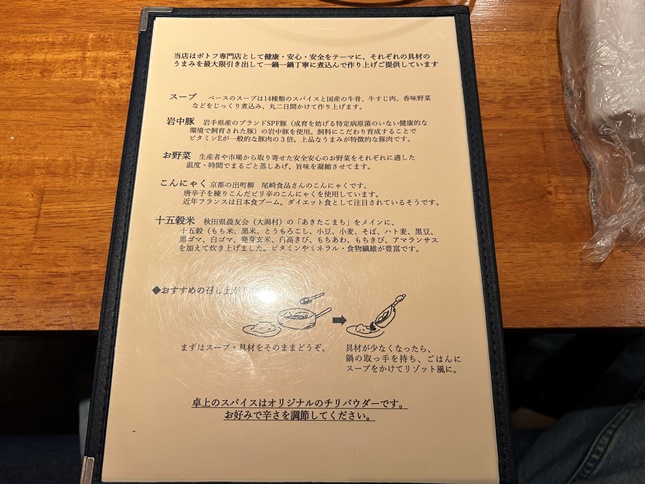 当店はポトフ専門店として健康・安心・安全をテーマに、それぞれの具材の
うまみを最大限引き出して一鍋一鍋丁寧に煮込んで作り上げご提供しています
スープ ベースのスープは14種類のスパイスと国産の牛骨、牛すじ肉、香味野菜
などをじっくり煮込み、丸二日間かけて作り上げます。
岩中豚 岩手県産のブランドSPF豚（成育を妨げる特定病原菌のいない健康的な
環境で飼育された豚）の岩中豚を使用。飼料にこだわり育成することで
ビタミンEが一般的な豚肉の3倍。上品なうまみが特徴的な豚肉です。
お野菜 生産者や市場から取り寄せた安全安心のお野菜をそれぞれに適した
温度・時間でまるごと蒸しあげ、旨味を凝縮させます。
こんにゃく 京都の出町柳 尾崎食品さんのこんにゃくです。
唐辛子を練りこんだピリ辛のこんにゃくを使用しています。
近年フランスは日本食ブーム。ダイエット食として注目されているそうです。
十五穀米 秋田県農友会（大潟村）の「あきたこまち」をメインに、
十五穀（もち米、黒米、とうもろこし、小豆、小麦、そば、ハト麦、黒豆、
黒ゴマ、白ゴマ、発芽玄米、白高きび、もちあわ、もちきび、アマランサス
を加えて炊き上げました。ビタミンやミネラル・食物繊維が豊富です。
◆おすすめの召し上がり
まずはスープ・具材をそのままどうぞ。
具材が少なくなったら、
鍋の取っ手を持ち、ごはんに
スープをかけてリゾット風に。
卓上のスパイスはオリジナルのチリパウダーです。
お好みで辛さを調節してください。